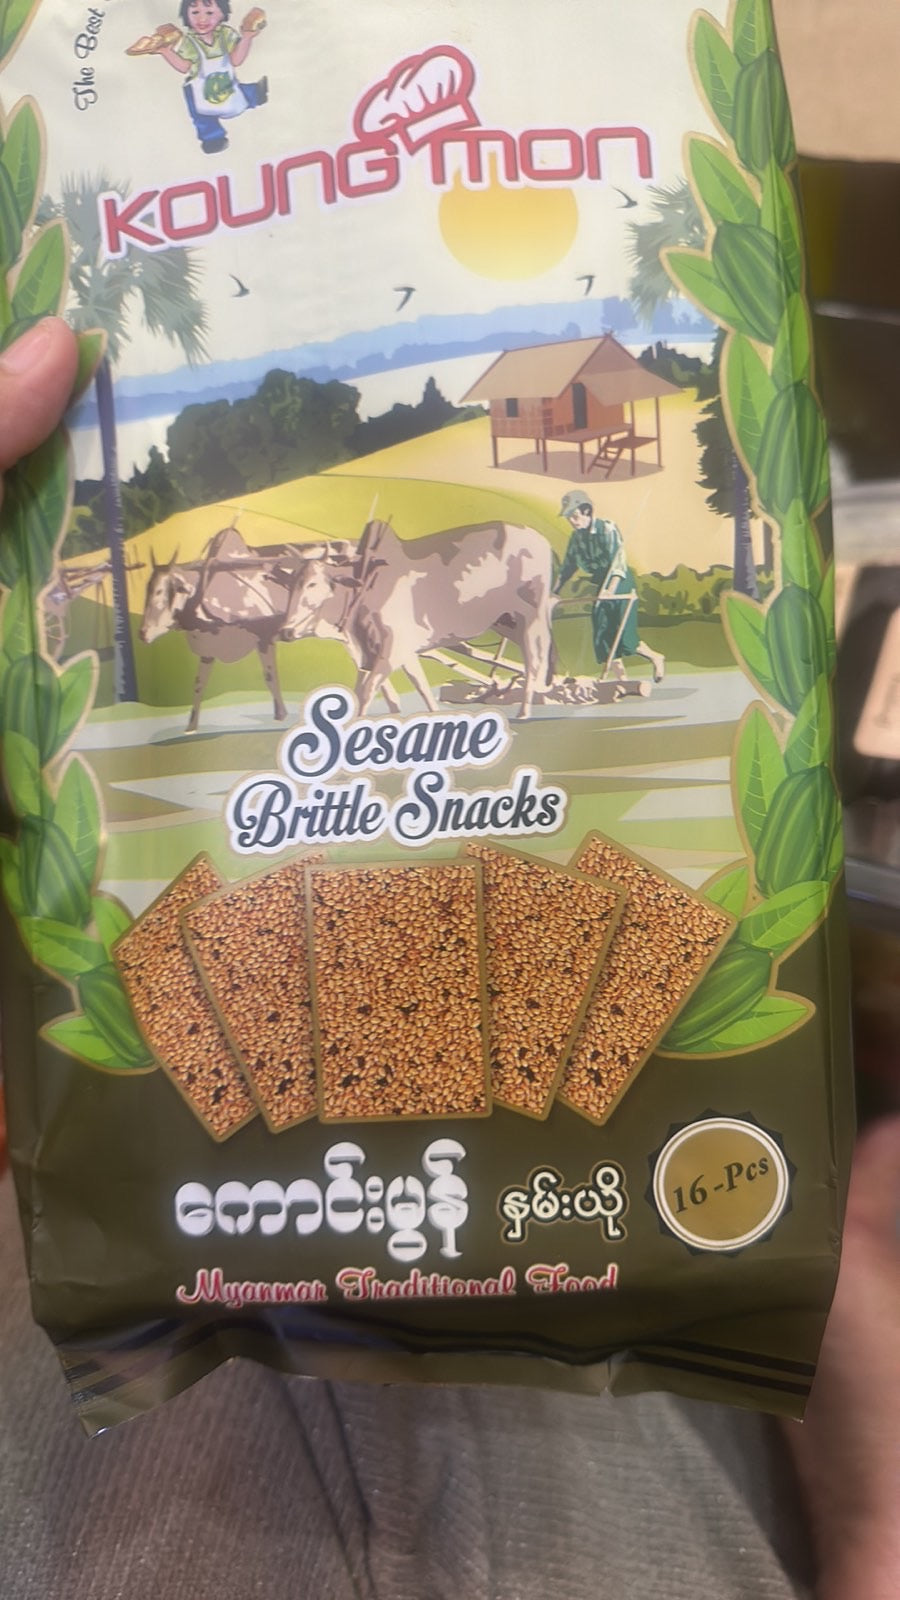 The Best
KOUNG MON
Sesame
Brittle Snacks
ကောင်းမွန် နှမ်းယို
16-Pcs
Myanmar Traditional Food